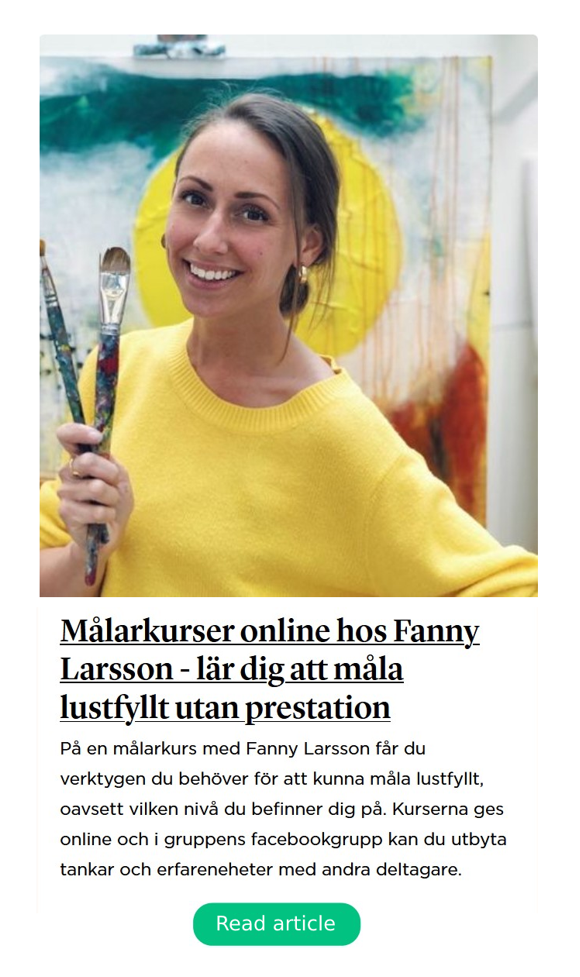 Målarkurser online hos Fanny
Larsson - lär dig att måla
lustfyllt utan prestation
På en målarkurs med Fanny Larsson får du
verktygen du behöver för att kunna måla lustfyllt,
oavsett vilken nivå du befinner dig på. Kurserna ges
online och i gruppens facebookgrupp kan du utbyta
tankar och erfareneheter med andra deltagare.
Read article